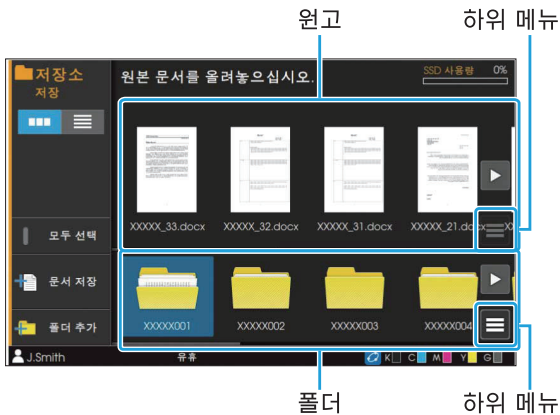 원고
하위 메뉴
저장소
저장
원본 문서를 올려놓으십시오.
SSD 사용량 0%
XXXXX_33.docx
XXXXX_32.docx
XXXXX_31.docx
XXXXX_21.docx
모두 선택
문서 저장
폴더 추가
XXXXX001
XXXXX002
XXXXX003
XXXXX004
J.Smith
유휴
K C M Y G
폴더
하위 메뉴